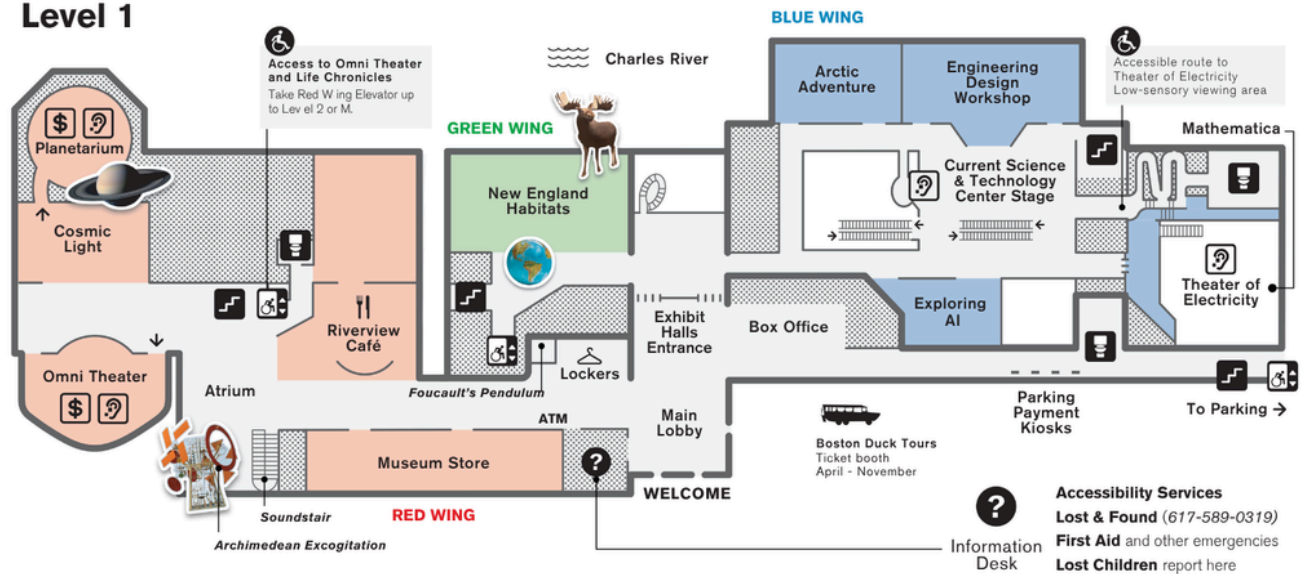 Level 1
BLUE WING
Access to Omni Theater
and Life Chronicles
Take Red Wing Elevator up
to Level 2 or M.
Charles River
Arctic
Adventure
Engineering
Design
Workshop
Accessible route to
Theater of Electricity
Low-sensory viewing area
$
Planetarium
GREEN WING
Mathematica
New England
Habitats
Current Science
& Technology
Center Stage
Cosmic
Light
Riverview
Café
Exhibit
Halls
Entrance
Box Office
Exploring
AI
Theater of
Electricity
Omni Theater
$
Atrium
Foucault's Pendulum
Lockers
ATM
Main
Lobby
Parking
Payment
Kiosks
To Parking →
Boston Duck Tours
Ticket booth
April - November
Museum Store
?
WELCOME
Soundstair
RED WING
Archimedean Excogitation
?
Information
Desk
Accessibility Services
Lost & Found (617-589-0319)
First Aid and other emergencies
Lost Children report here